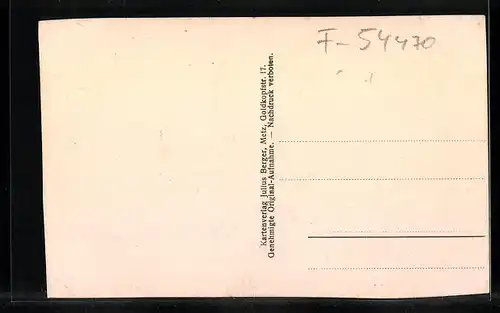 F-54470
Kartenverlag Julius Berger, Metz, Goldkopfstr. 17.
Genehmigte Original-Aufnahme. — Nachdruck verboten.